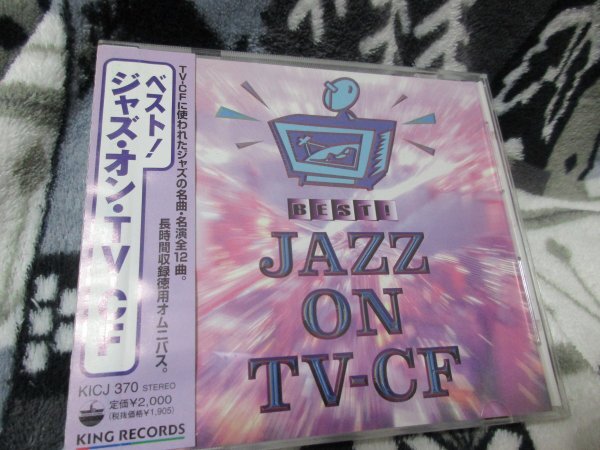 ベスト!
ジャズ・オン・TV-CF
TV-CFに使われたジャズの名曲・名演全12曲。
長時間収録徳用オムニバス。
KICJ 370 STEREO
定価¥2,000
(税抜価格¥1,905)
KING RECORDS
BEST!
JAZZ
ON
TV-CF